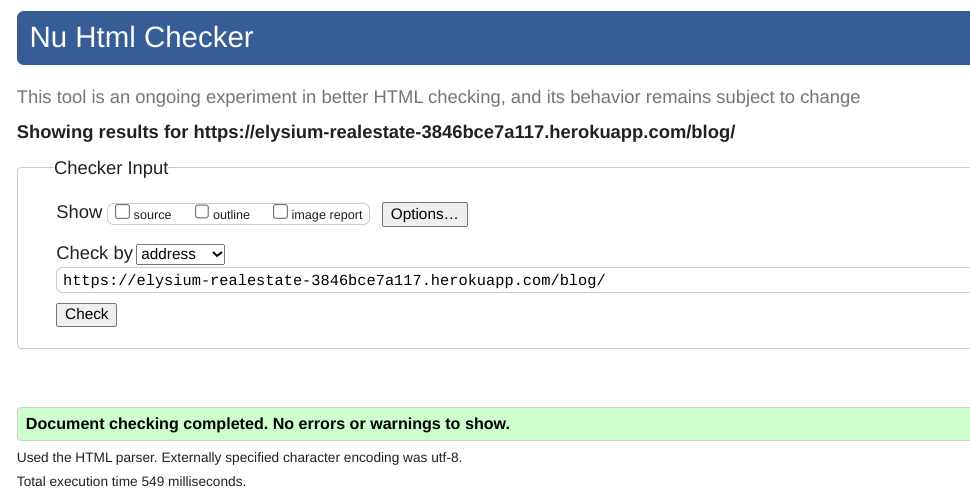 Nu Html Checker
This tool is an ongoing experiment in better HTML checking, and its behavior remains subject to change
Showing results for https://elysium-realestate-3846bce7a117.herokuapp.com/blog/
Checker Input
Show source outline image report Options…
Check by address
https://elysium-realestate-3846bce7a117.herokuapp.com/blog/
Check
Document checking completed. No errors or warnings to show.
Used the HTML parser. Externally specified character encoding was utf-8.
Total execution time 549 milliseconds.